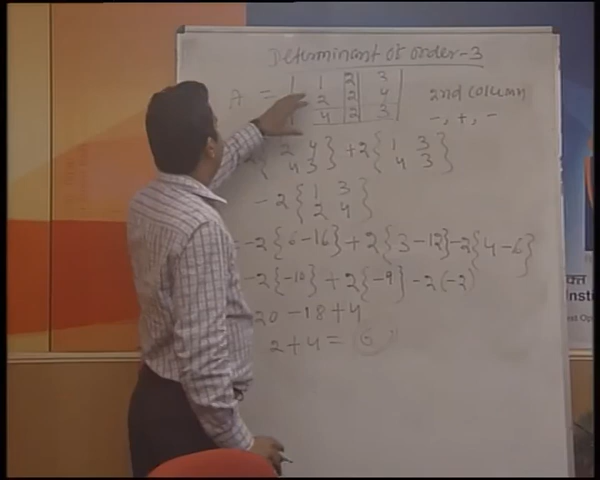 Determinant of order-3
A = 1 2 3
2 2 4 2nd column
4 2 3 -, +, -
{ 2 4 } + 2 { 1 3 }
4 3 4 3
- 2 { 1 3 }
2 4
-2{6-16} + 2{3-12} -2{4-6}
-2{-10} + 2{-9} - 2(-2)
20 - 18 + 4
2 + 4 = 6
Inst